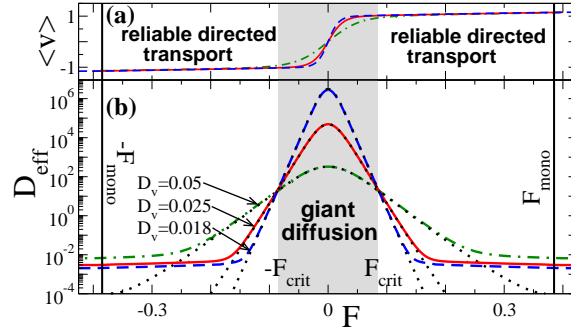 (a)
<v>
1
-1
reliable directed
transport
reliable directed
transport
(b)
D_eff
10^6
10^4
10^2
10^0
10^-2
10^-4
-F_mono
F_mono
D_v=0.05
D_v=0.025
D_v=0.018
giant
diffusion
-F_crit
F_crit
-0.3
0
0.3
F